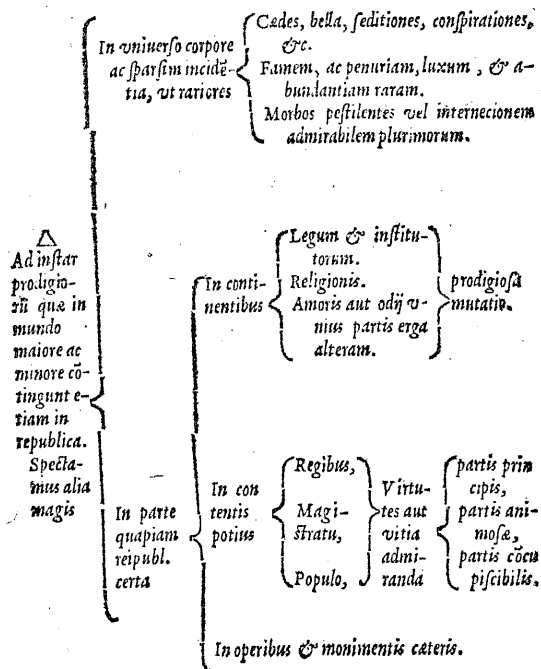 △
Ad instar
prodigio-
rū quæ in
mundo
maiore ac
minore cō-
tingunt e-
tiam in
republica.
Specta-
mus alia
magis
In vniuerso corpore
ac sparsim incidē-
tia, vt rariores
Cædes, bella, seditiones, conspirationes,
&c.
Famem, ac penuriam, luxum, & a-
bundantiam raram.
Morbos pestilentes vel internecionem
admirabilem plurimorum.
In parte
quapiam
reipubl.
certa
In conti-
nentibus
Legum & institu-
torum.
Religionis.
Amoris aut odij v-
nius partis erga
alteram.
prodigiosa
mutatio.
In con
tentis
potius
Regibus,
Magi-
stratu,
Populo,
Virtu-
tes aut
vitia
admi-
randa
partis prin
cipis,
partis ani-
mosæ,
partis cōcu
piscibilis.
In operibus & monimentis cæteris.